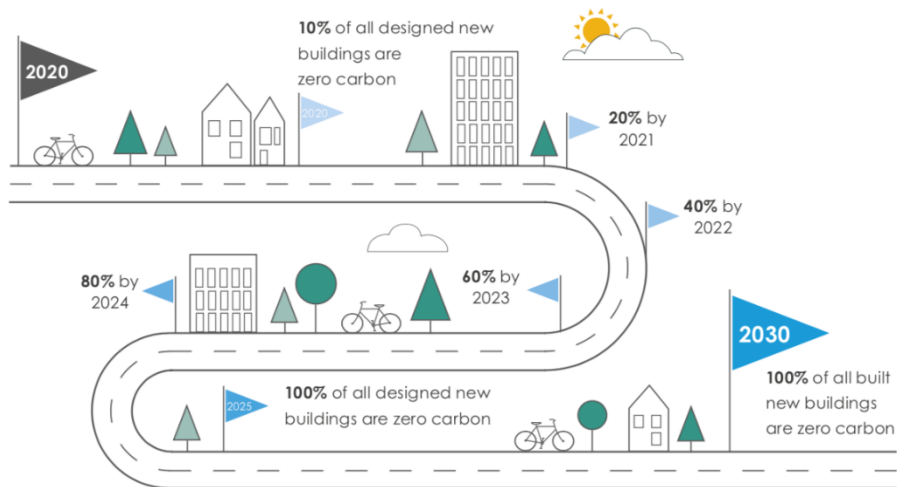 2020
10% of all designed new
buildings are
zero carbon
2020
20% by
2021
40% by
2022
60% by
2023
80% by
2024
2025
100% of all designed new
buildings are zero carbon
2030
100% of all built
new buildings
are zero carbon